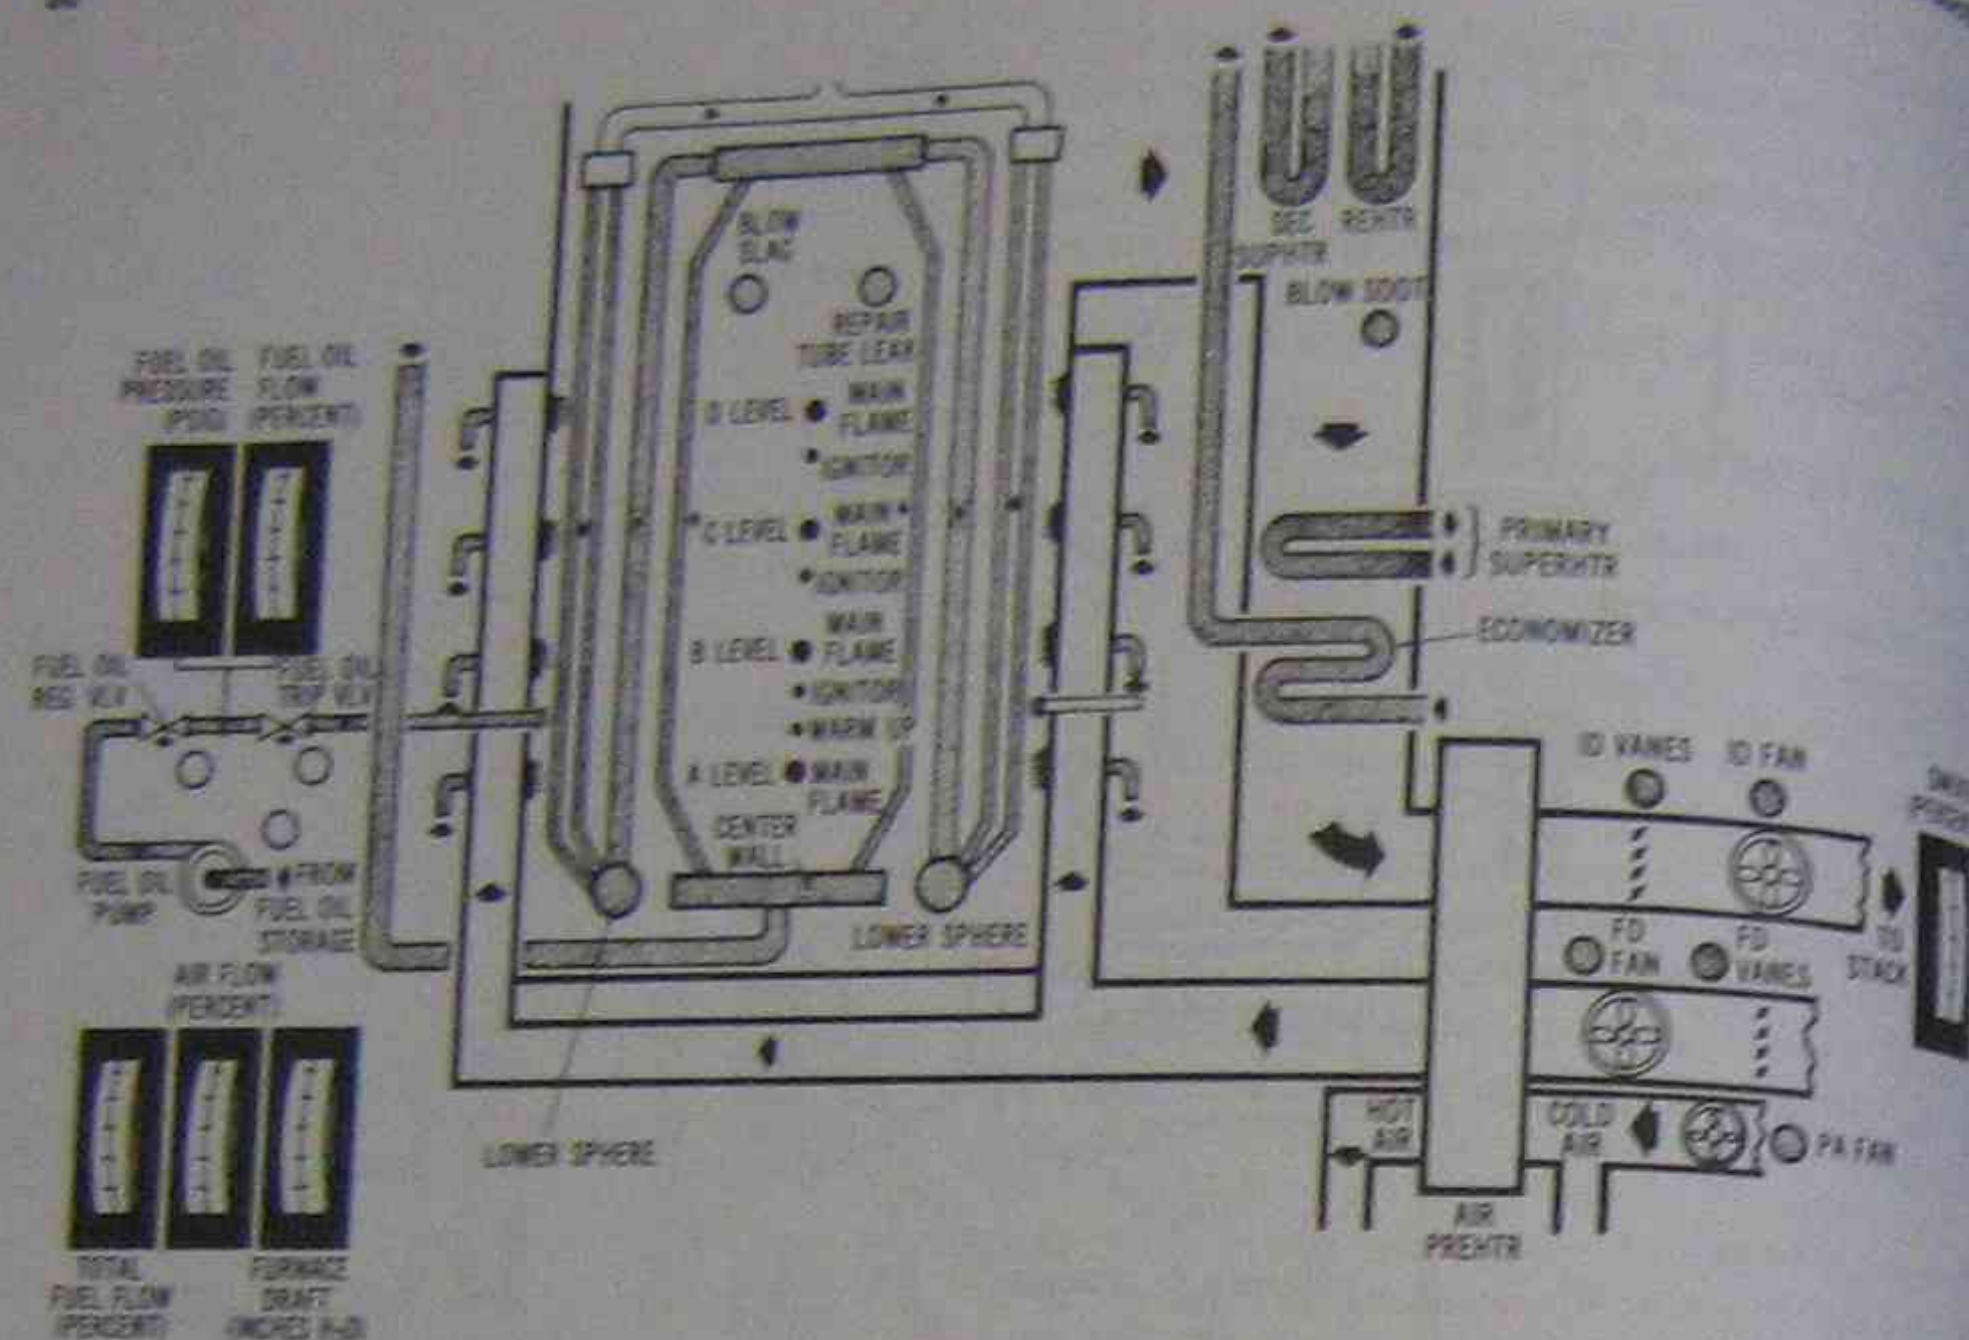 SEC
SUPHTR
REHTR
BLOW SOOT
BLOW
SLAG
REPAIR
TUBE LEAK
FUEL OIL
PRESSURE
(PSIG)
FUEL OIL
FLOW
(PERCENT)
D LEVEL
MAIN
FLAME
IGNITOR
C LEVEL
MAIN
FLAME
IGNITOR
B LEVEL
MAIN
FLAME
IGNITOR
WARM UP
A LEVEL
MAIN
FLAME
CENTER
WALL
PRIMARY
SUPERHTR
ECONOMIZER
FUEL OIL
REG VLV
FUEL OIL
TRIP VLV
FUEL OIL
PUMP
FROM
FUEL OIL
STORAGE
LOWER SPHERE
ID VANES
ID FAN
FD
FAN
FD
VANES
TO
STACK
AIR FLOW
(PERCENT)
LOWER SPHERE
HOT
AIR
COLD
AIR
PA FAN
AIR
PREHTR
TOTAL
FUEL FLOW
(PERCENT)
FURNACE
DRAFT
(INCHES H2O)